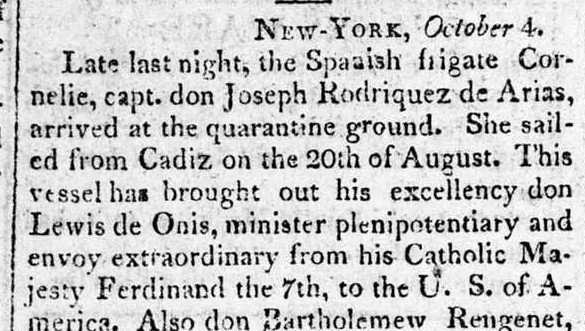 NEW-YORK, October 4.
Late last night, the Spanish frigate Cor-
nelie, capt. don Joseph Rodriquez de Arias,
arrived at the quarantine ground. She sail-
ed from Cadiz on the 20th of August. This
vessel has brought out his excellency don
Lewis de Onis, minister plenipotentiary and
envoy extraordinary from his Catholic Ma-
jesty Ferdinand the 7th, to the U. S. of A-
merica. Also don Bartholemew Rengenet,